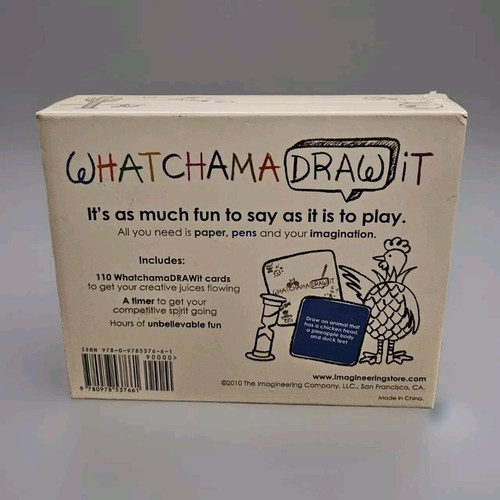 WHATCHAMADRAWiT
It's as much fun to say as it is to play.
All you need is paper, pens and your imagination.
Includes:
110 WhatchamaDRAWit cards
to get your creative juices flowing
A timer to get your
competitive spirit going
Hours of unbelievable fun
WHATCHAMADRAWiT
Draw an animal that
has a chicken head,
a pineapple body
and duck feet
ISBN 978-0-9785376-6-1
90000>
9 780978 537661
www.imagineeringstore.com
©2010 The Imagineering Company, LLC., San Francisco, CA.
Made in China.